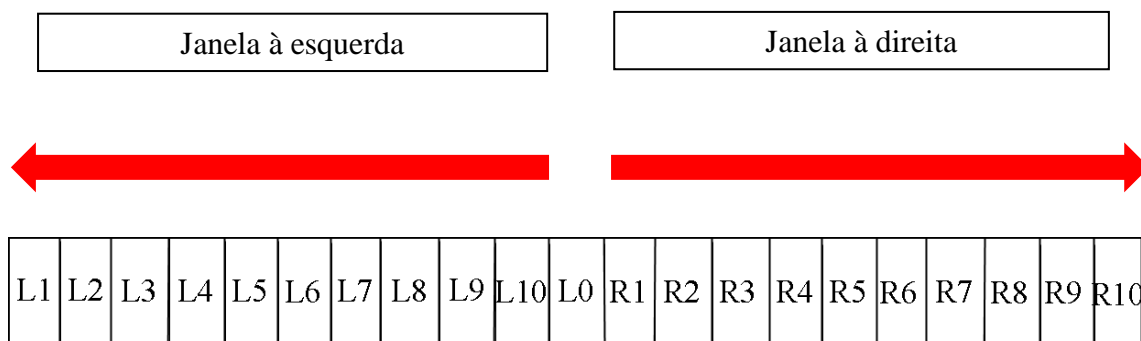 Janela à esquerda
Janela à direita
L1 L2 L3 L4 L5 L6 L7 L8 L9 L10 L0 R1 R2 R3 R4 R5 R6 R7 R8 R9 R10